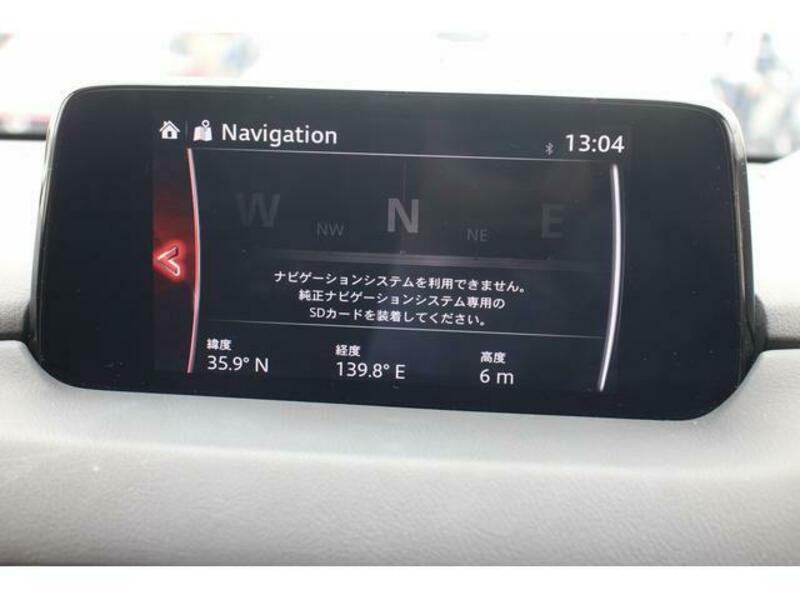 Navigation
13:04
W NW N NE E
ナビゲーションシステムを利用できません。
純正ナビゲーションシステム専用の
SDカードを装着してください。
緯度 経度 高度
35.9° N 139.8° E 6 m